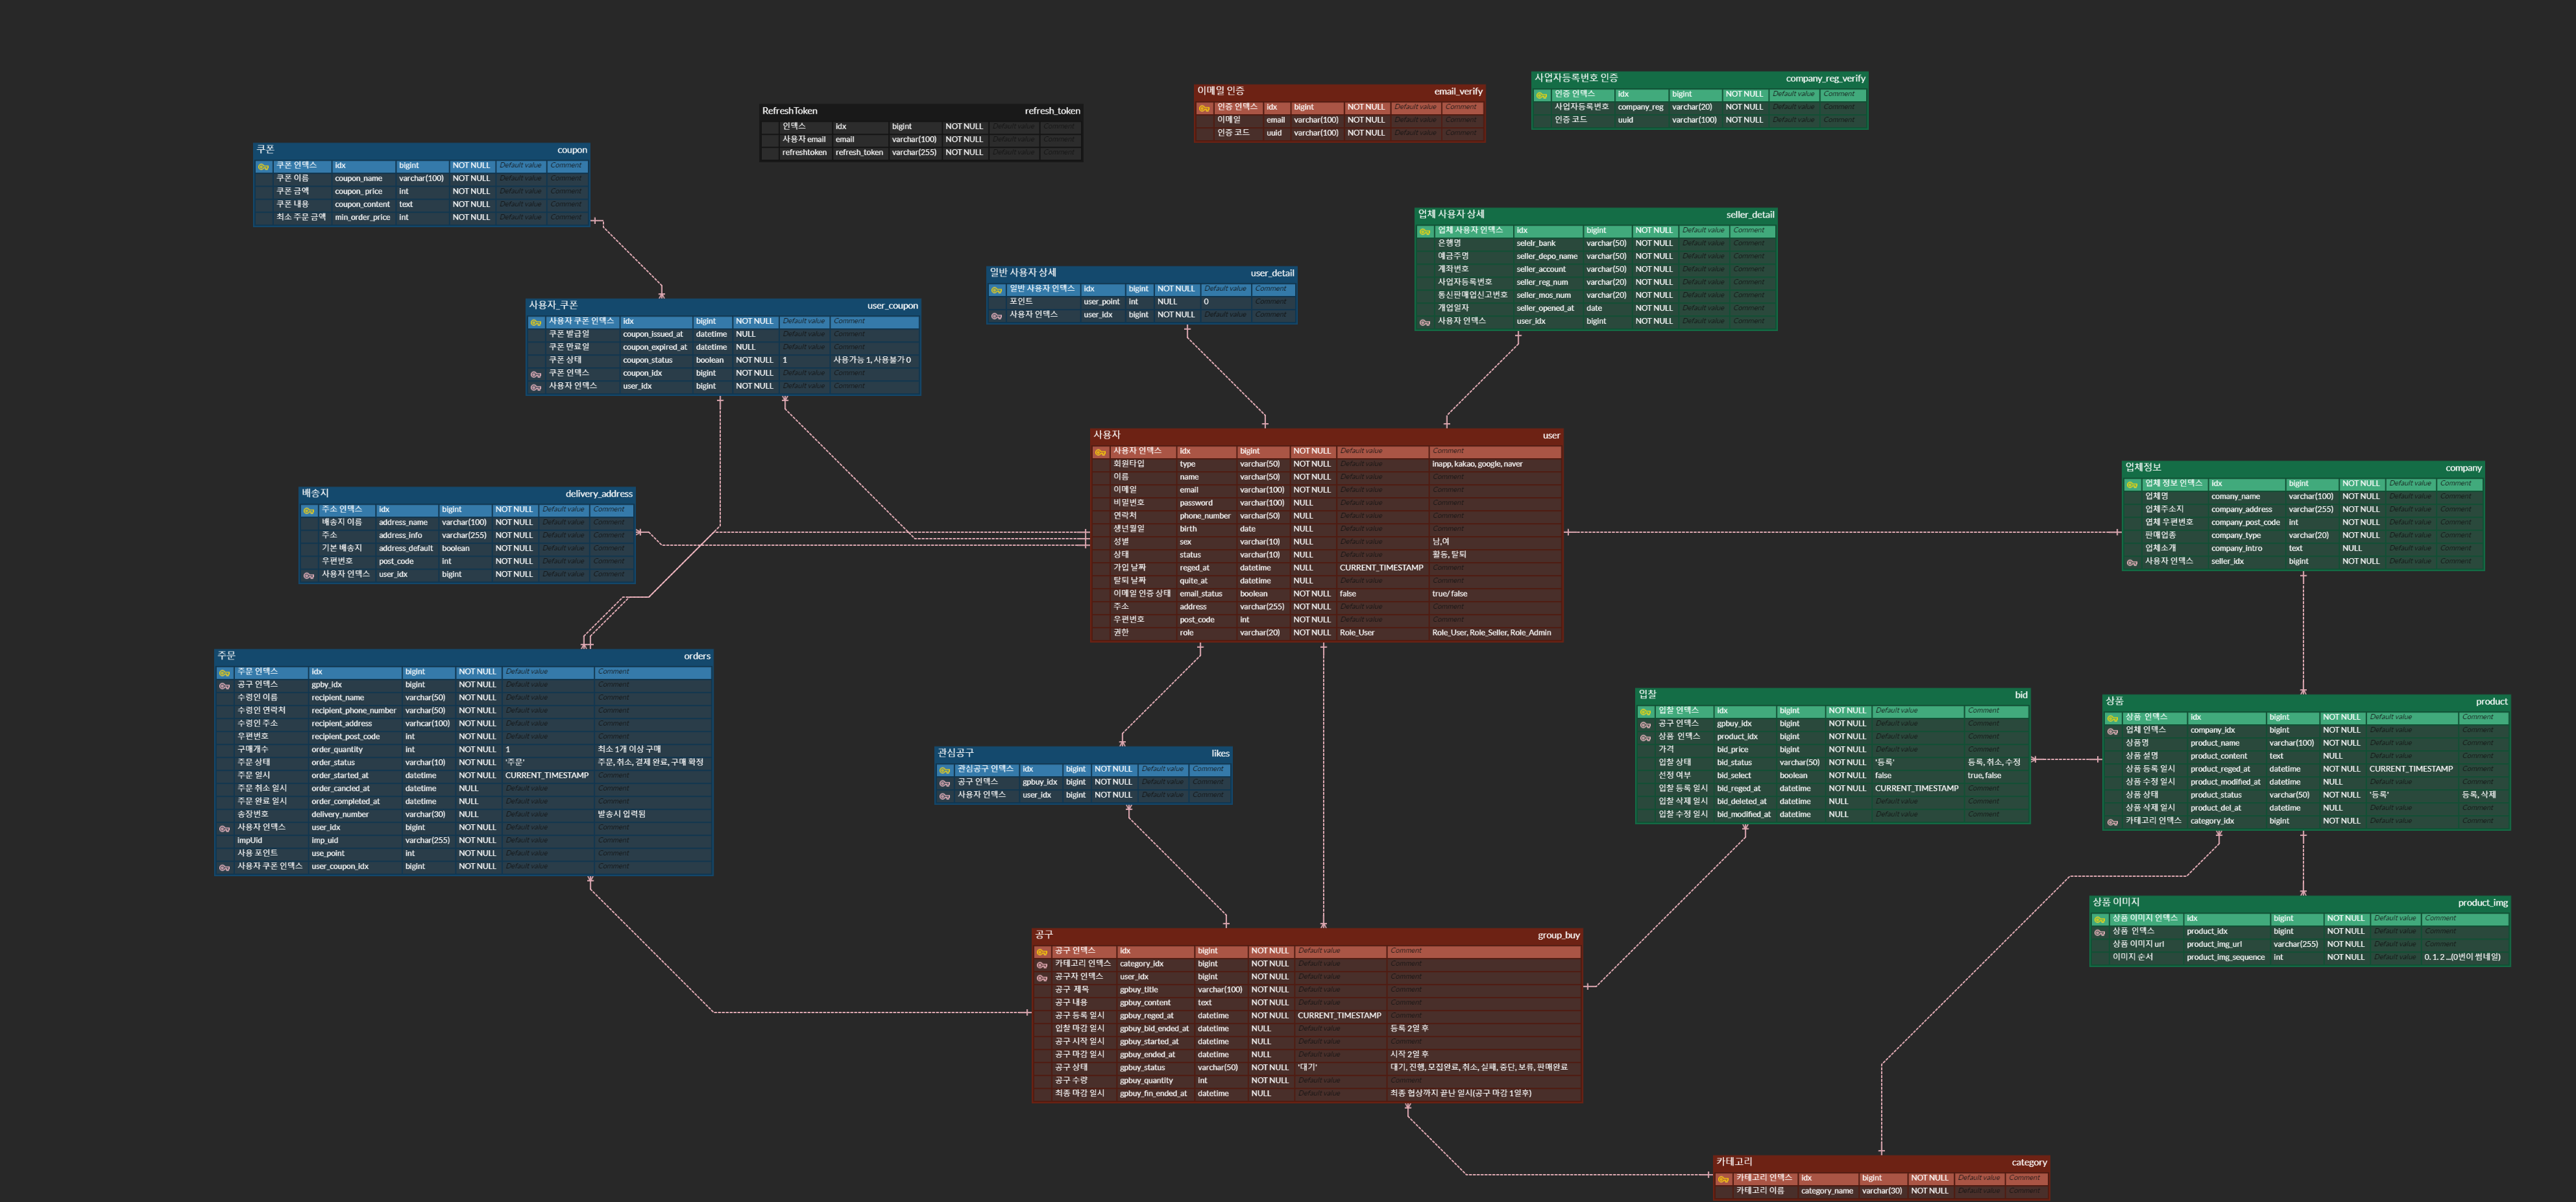 사업자등록번호 인증 company_reg_verify
인증 인덱스 idx bigint NOT NULL Default value Comment
사업자등록번호 company_reg varchar(20) NOT NULL Default value Comment
인증 코드 uuid varchar(100) NOT NULL Default value Comment
이메일 인증 email_verify
인증 인덱스 idx bigint NOT NULL Default value Comment
이메일 email varchar(100) NOT NULL Default value Comment
인증 코드 uuid varchar(100) NOT NULL Default value Comment
RefreshToken refresh_token
인덱스 idx bigint NOT NULL Default value Comment
사용자 email email varchar(100) NOT NULL Default value Comment
refreshtoken refresh_token varchar(255) NOT NULL Default value Comment
쿠폰 coupon
쿠폰 인덱스 idx bigint NOT NULL Default value Comment
쿠폰 이름 coupon_name varchar(100) NOT NULL Default value Comment
쿠폰 금액 coupon_price int NOT NULL Default value Comment
쿠폰 내용 coupon_content text NOT NULL Default value Comment
최소 주문 금액 min_order_price int NOT NULL Default value Comment
업체 사용자 상세 seller_detail
업체 사용자 인덱스 idx bigint NOT NULL Default value Comment
은행명 selelr_bank varchar(50) NOT NULL Default value Comment
예금주명 seller_depo_name varchar(50) NOT NULL Default value Comment
계좌번호 seller_account varchar(50) NOT NULL Default value Comment
사업자등록번호 seller_reg_num varchar(20) NOT NULL Default value Comment
통신판매업신고번호 seller_mos_num varchar(20) NOT NULL Default value Comment
개업일자 seller_opened_at date NOT NULL Default value Comment
사용자 인덱스 user_idx bigint NOT NULL Default value Comment
일반 사용자 상세 user_detail
일반 사용자 인덱스 idx bigint NOT NULL Default value Comment
포인트 user_point int NULL 0 Comment
사용자 인덱스 user_idx bigint NOT NULL Default value Comment
사용자_쿠폰 user_coupon
사용자 쿠폰 인덱스 idx bigint NOT NULL Default value Comment
쿠폰 발급일 coupon_issued_at datetime NULL Default value Comment
쿠폰 만료일 coupon_expired_at datetime NULL Default value Comment
쿠폰 상태 coupon_status boolean NOT NULL 1 사용가능 1, 사용불가 0
쿠폰 인덱스 coupon_idx bigint NOT NULL Default value Comment
사용자 인덱스 user_idx bigint NOT NULL Default value Comment
사용자 user
사용자 인덱스 idx bigint NOT NULL Default value Comment
회원타입 type varchar(50) NOT NULL Default value inapp, kakao, google, naver
이름 name varchar(50) NOT NULL Default value Comment
이메일 email varchar(100) NOT NULL Default value Comment
비밀번호 password varchar(100) NULL Default value Comment
연락처 phone_number varchar(50) NULL Default value Comment
생년월일 birth date NULL Default value Comment
성별 sex varchar(10) NULL Default value 남,여
상태 status varchar(10) NULL Default value 활동, 탈퇴
가입 날짜 reged_at datetime NULL CURRENT_TIMESTAMP Comment
탈퇴 날짜 quite_at datetime NULL Default value Comment
이메일 인증 상태 email_status boolean NOT NULL false true/ false
주소 address varchar(255) NOT NULL Default value Comment
우편번호 post_code int NOT NULL Default value Comment
권한 role varchar(20) NOT NULL Role_User Role_User, Role_Seller, Role_Admin
업체정보 company
업체 정보 인덱스 idx bigint NOT NULL Default value Comment
업체명 comany_name varchar(100) NOT NULL Default value Comment
업체주소지 company_address varchar(255) NOT NULL Default value Comment
업체 우편번호 company_post_code int NOT NULL Default value Comment
판매업종 company_type varchar(20) NOT NULL Default value Comment
업체소개 company_intro text NULL Default value Comment
사용자 인덱스 seller_idx bigint NOT NULL Default value Comment
배송지 delivery_address
주소 인덱스 idx bigint NOT NULL Default value Comment
배송지 이름 address_name varchar(100) NOT NULL Default value Comment
주소 address_info varchar(255) NOT NULL Default value Comment
기본 배송지 address_default boolean NOT NULL Default value Comment
우편번호 post_code int NOT NULL Default value Comment
사용자 인덱스 user_idx bigint NOT NULL Default value Comment
주문 orders
주문 인덱스 idx bigint NOT NULL Default value Comment
공구 인덱스 gpby_idx bigint NOT NULL Default value Comment
수령인 이름 recipient_name varchar(50) NOT NULL Default value Comment
수령인 연락처 recipient_phone_number varchar(50) NOT NULL Default value Comment
수령인 주소 recipient_address varhcar(100) NOT NULL Default value Comment
우편번호 recipient_post_code int NOT NULL Default value Comment
구매개수 order_quantity int NOT NULL 1 최소 1개 이상 구매
주문 상태 order_status varchar(10) NOT NULL '주문' 주문, 취소, 결제 완료, 구매 확정
주문 일시 order_started_at datetime NOT NULL CURRENT_TIMESTAMP Comment
주문 취소 일시 order_cancled_at datetime NULL Default value Comment
주문 완료 일시 order_completed_at datetime NULL Default value Comment
송장번호 delivery_number varchar(30) NULL Default value 발송시 입력됨
사용자 인덱스 user_idx bigint NOT NULL Default value Comment
impUid imp_uid varchar(255) NOT NULL Default value Comment
사용 포인트 use_point int NOT NULL Default value Comment
사용자 쿠폰 인덱스 user_coupon_idx bigint NOT NULL Default value Comment
입찰 bid
입찰 인덱스 idx bigint NOT NULL Default value Comment
공구 인덱스 gpbuy_idx bigint NOT NULL Default value Comment
상품 인덱스 product_idx bigint NOT NULL Default value Comment
가격 bid_price bigint NOT NULL Default value Comment
입찰 상태 bid_status varchar(50) NOT NULL '등록' 등록, 취소, 수정
선정 여부 bid_select boolean NOT NULL false true, false
입찰 등록 일시 bid_reged_at datetime NOT NULL CURRENT_TIMESTAMP Comment
입찰 삭제 일시 bid_deleted_at datetime NULL Default value Comment
입찰 수정 일시 bid_modified_at datetime NULL Default value Comment
상품 product
상품 인덱스 idx bigint NOT NULL Default value Comment
업체 인덱스 company_idx bigint NOT NULL Default value Comment
상품명 product_name varchar(100) NOT NULL Default value Comment
상품 설명 product_content text NULL Default value Comment
상품 등록 일시 product_reged_at datetime NOT NULL CURRENT_TIMESTAMP Comment
상품 수정 일시 product_modified_at datetime NULL Default value Comment
상품 상태 product_status varchar(50) NOT NULL '등록' 등록, 삭제
상품 삭제 일시 product_del_at datetime NULL Default value Comment
카테고리 인덱스 category_idx bigint NOT NULL Default value Comment
관심공구 likes
관심공구 인덱스 idx bigint NOT NULL Default value Comment
공구 인덱스 gpbuy_idx bigint NOT NULL Default value Comment
사용자 인덱스 user_idx bigint NOT NULL Default value Comment
상품 이미지 product_img
상품 이미지 인덱스 idx bigint NOT NULL Default value Comment
상품 인덱스 product_idx bigint NOT NULL Default value Comment
상품 이미지 url product_img_url varchar(255) NOT NULL Default value Comment
이미지 순서 product_img_sequence int NOT NULL Default value 0. 1. 2 ...(0번이 썸네일)
공구 group_buy
공구 인덱스 idx bigint NOT NULL Default value Comment
카테고리 인덱스 category_idx bigint NOT NULL Default value Comment
공구자 인덱스 user_idx bigint NOT NULL Default value Comment
공구 제목 gpbuy_title varchar(100) NOT NULL Default value Comment
공구 내용 gpbuy_content text NOT NULL Default value Comment
공구 등록 일시 gpbuy_reged_at datetime NOT NULL CURRENT_TIMESTAMP Comment
입찰 마감 일시 gpbuy_bid_ended_at datetime NULL Default value 등록 2일 후
공구 시작 일시 gpbuy_started_at datetime NULL Default value Comment
공구 마감 일시 gpbuy_ended_at datetime NULL Default value 시작 2일 후
공구 상태 gpbuy_status varchar(50) NOT NULL '대기' 대기, 진행, 모집완료, 취소, 실패, 중단, 보류, 판매완료
공구 수량 gpbuy_quantity int NOT NULL Default value Comment
최종 마감 일시 gpbuy_fin_ended_at datetime NULL Default value 최종 협상까지 끝난 일시(공구 마감 1일후)
카테고리 category
카테고리 인덱스 idx bigint NOT NULL Default value Comment
카테고리 이름 category_name varchar(30) NOT NULL Default value Comment